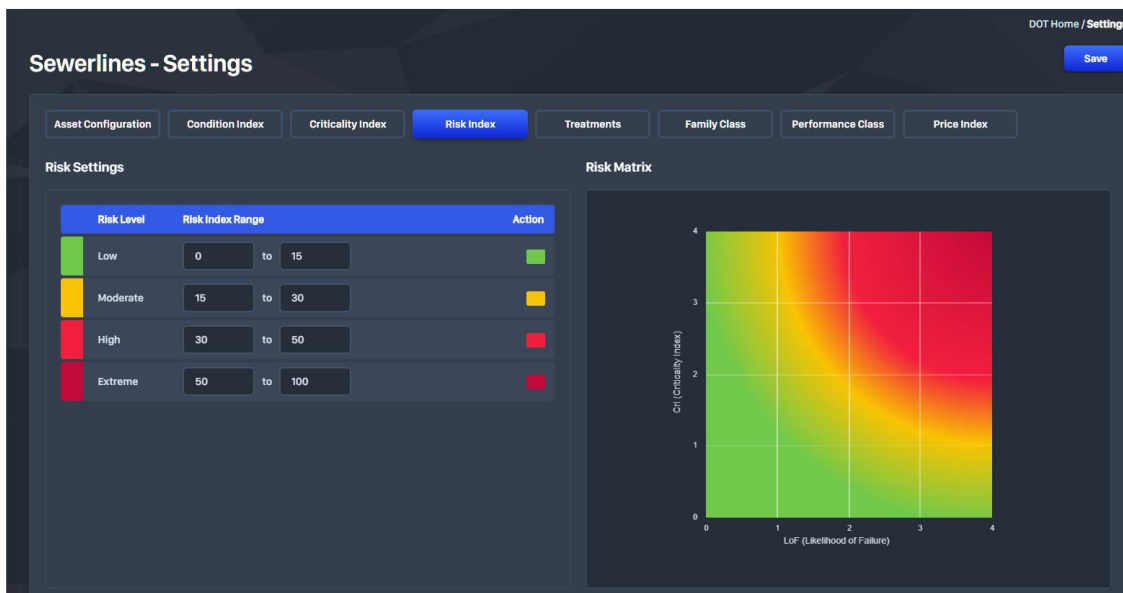 DOT Home / Setting
Sewerlines - Settings
Save
Asset Configuration
Condition Index
Criticality Index
Risk Index
Treatments
Family Class
Performance Class
Price Index
Risk Settings
Risk Level Risk Index Range Action
Low 0 to 15
Moderate 15 to 30
High 30 to 50
Extreme 50 to 100
Risk Matrix
4
3
2
1
0
CrI (Criticality Index)
0 1 2 3 4
LoF (Likelihood of Failure)